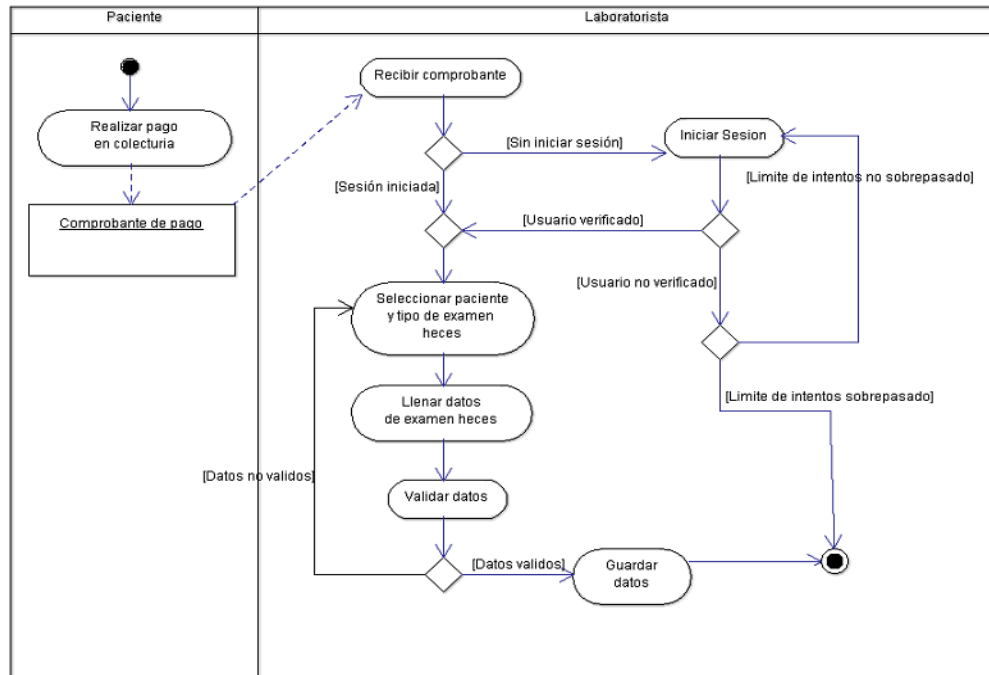 Paciente
Laboratorista
Realizar pago
en colecturia
Comprobante de pago
Recibir comprobante
[Sin iniciar sesión]
Iniciar Sesion
[Limite de intentos no sobrepasado]
[Sesión iniciada]
[Usuario verificado]
[Usuario no verificado]
Seleccionar paciente
y tipo de examen
heces
Llenar datos
de examen heces
[Limite de intentos sobrepasado]
[Datos no validos]
Validar datos
[Datos validos]
Guardar
datos